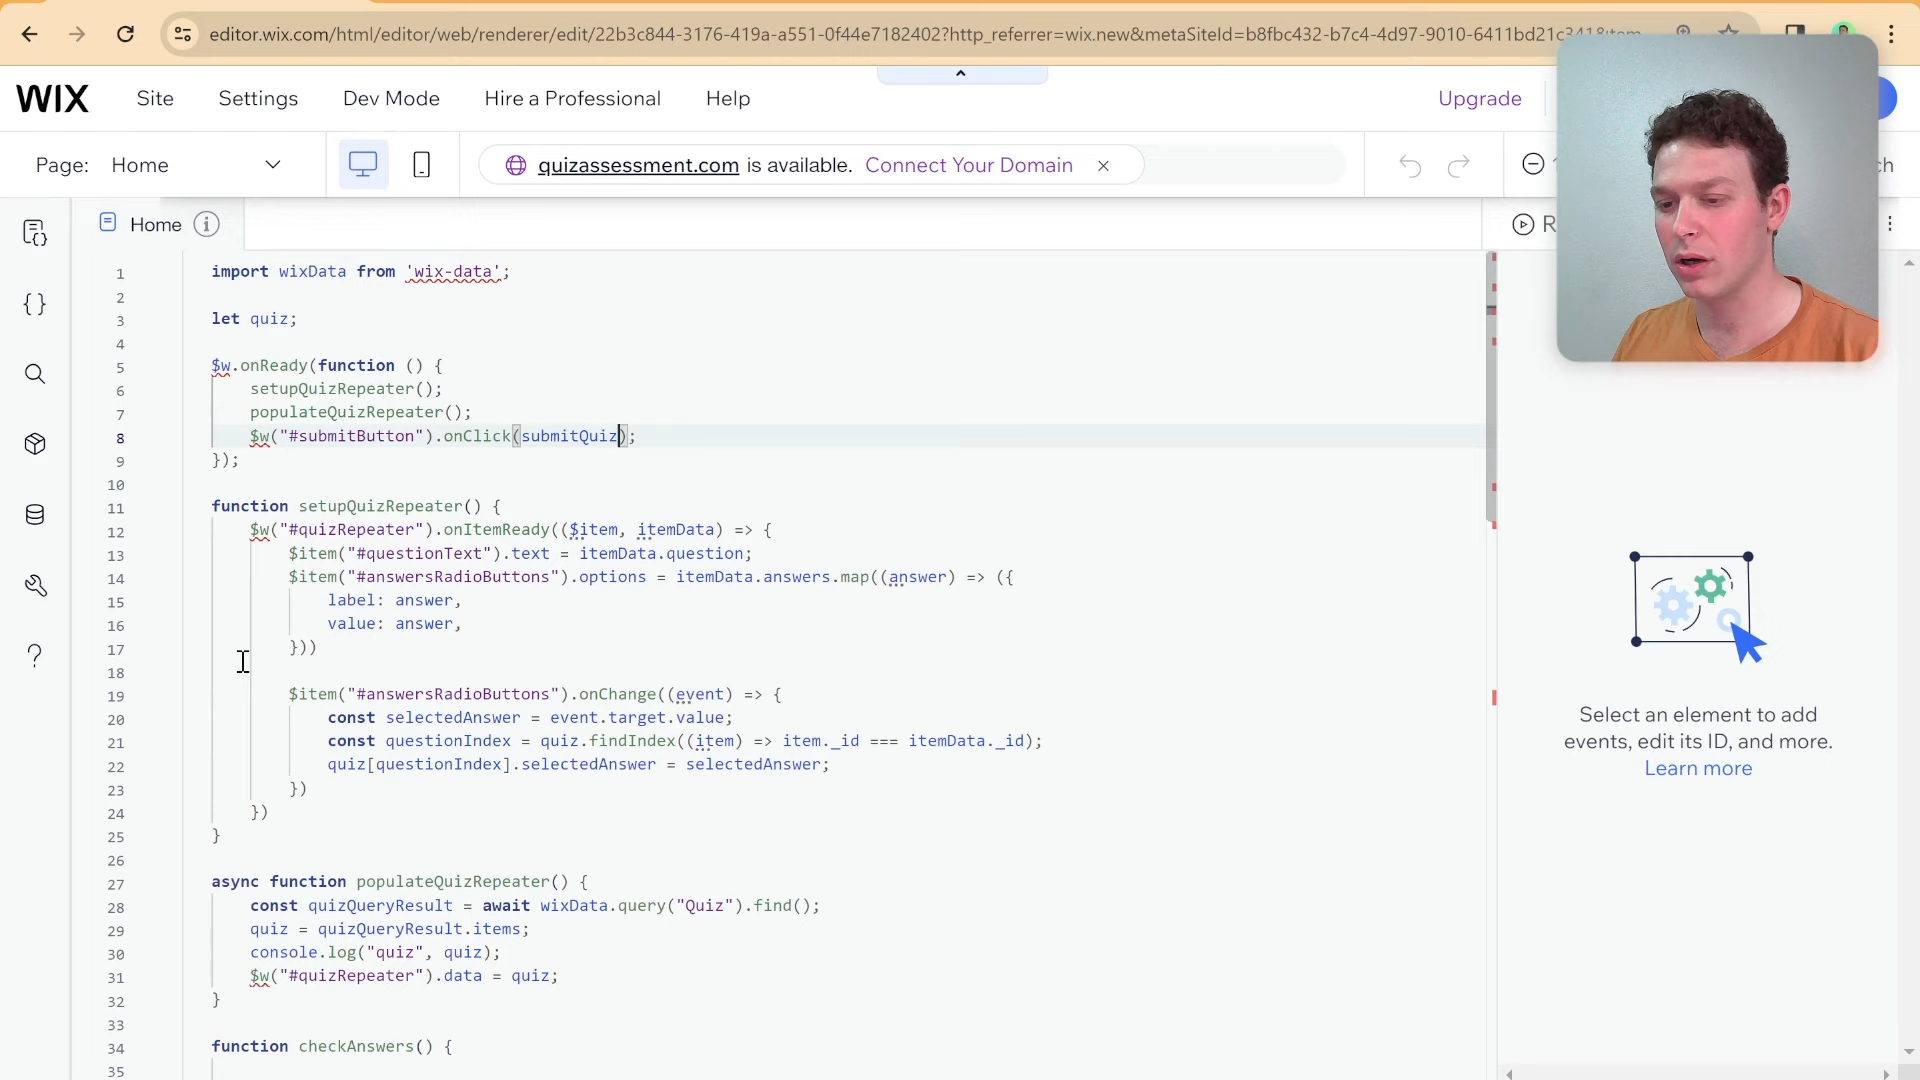 editor.wix.com/html/editor/web/renderer/edit/22b3c844-3176-419a-a551-0f44e7182402?http_referrer=wix.new&metaSiteId=b8fbc432-b7c4-4d97-9010-6411bd21c341&item
WIX Site Settings Dev Mode Hire a Professional Help Upgrade
Page: Home quizassessment.com is available. Connect Your Domain
Home
1 import wixData from 'wix-data';
2
3 let quiz;
4
5 $w.onReady(function () {
6 setupQuizRepeater();
7 populateQuizRepeater();
8 $w("#submitButton").onClick(submitQuiz);
9 });
10
11 function setupQuizRepeater() {
12 $w("#quizRepeater").onItemReady(($item, itemData) => {
13 $item("#questionText").text = itemData.question;
14 $item("#answersRadioButtons").options = itemData.answers.map((answer) => ({
15 label: answer,
16 value: answer,
17 }))
18
19 $item("#answersRadioButtons").onChange((event) => {
20 const selectedAnswer = event.target.value;
21 const questionIndex = quiz.findIndex((item) => item._id === itemData._id);
22 quiz[questionIndex].selectedAnswer = selectedAnswer;
23 })
24 })
25 }
26
27 async function populateQuizRepeater() {
28 const quizQueryResult = await wixData.query("Quiz").find();
29 quiz = quizQueryResult.items;
30 console.log("quiz", quiz);
31 $w("#quizRepeater").data = quiz;
32 }
33
34 function checkAnswers() {
35
Select an element to add
events, edit its ID, and more.
Learn more